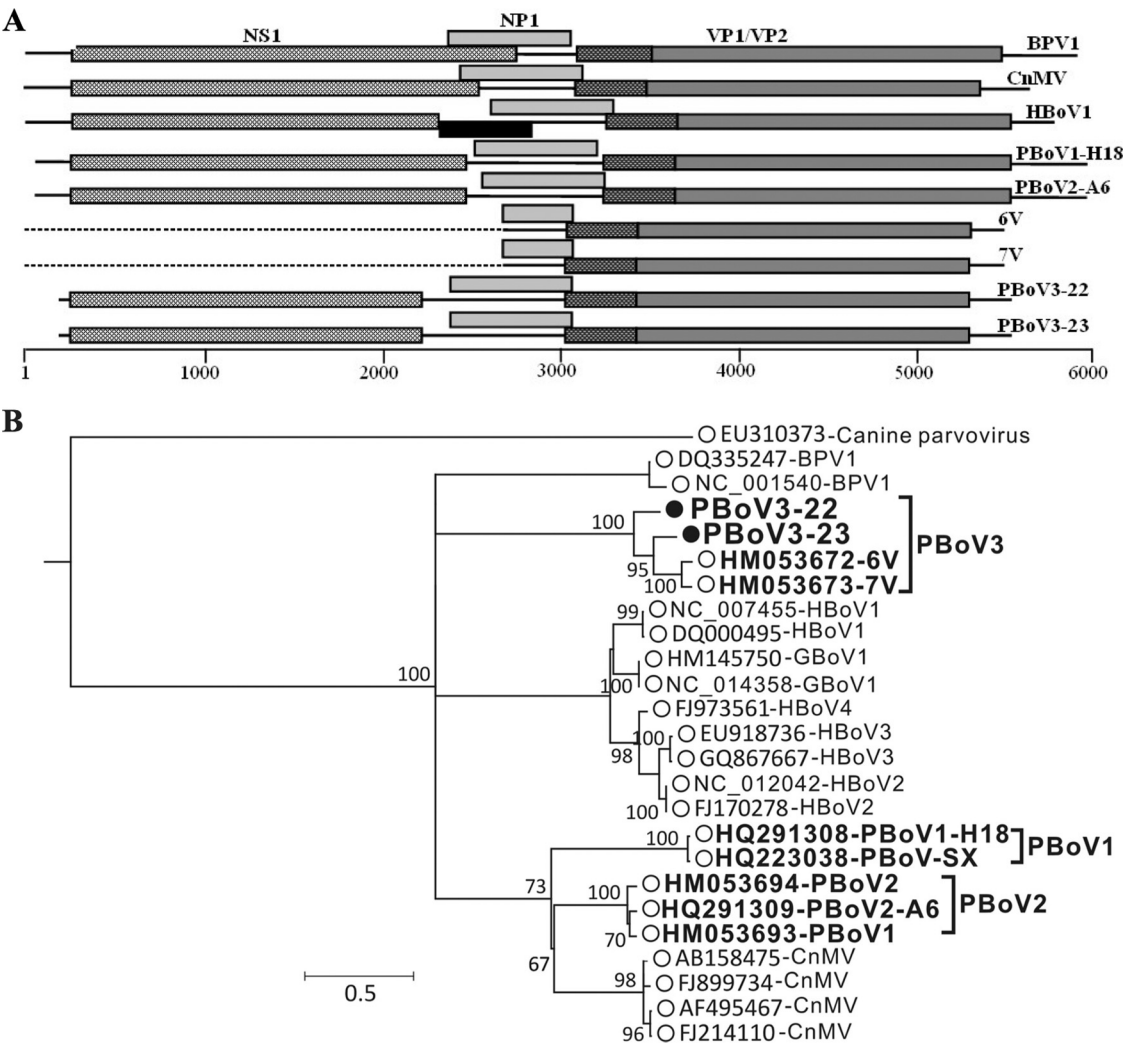 A
NS1 NP1 VP1/VP2
BPV1
CnMV
HBoV1
PBoV1-H18
PBoV2-A6
6V
7V
PBoV3-22
PBoV3-23
1 1000 2000 3000 4000 5000 6000
B
EU310373-Canine parvovirus
DQ335247-BPV1
NC_001540-BPV1
100 PBoV3-22
PBoV3-23
PBoV3
95 HM053672-6V
100 HM053673-7V
99 NC_007455-HBoV1
DQ000495-HBoV1
HM145750-GBoV1
100 100 NC_014358-GBoV1
FJ973561-HBoV4
100 EU918736-HBoV3
98 GQ867667-HBoV3
NC_012042-HBoV2
100 FJ170278-HBoV2
100 HQ291308-PBoV1-H18
PBoV1
HQ223038-PBoV-SX
73 100 HM053694-PBoV2
HQ291309-PBoV2-A6
PBoV2
70 HM053693-PBoV1
67 AB158475-CnMV
98 FJ899734-CnMV
AF495467-CnMV
96 FJ214110-CnMV
0.5